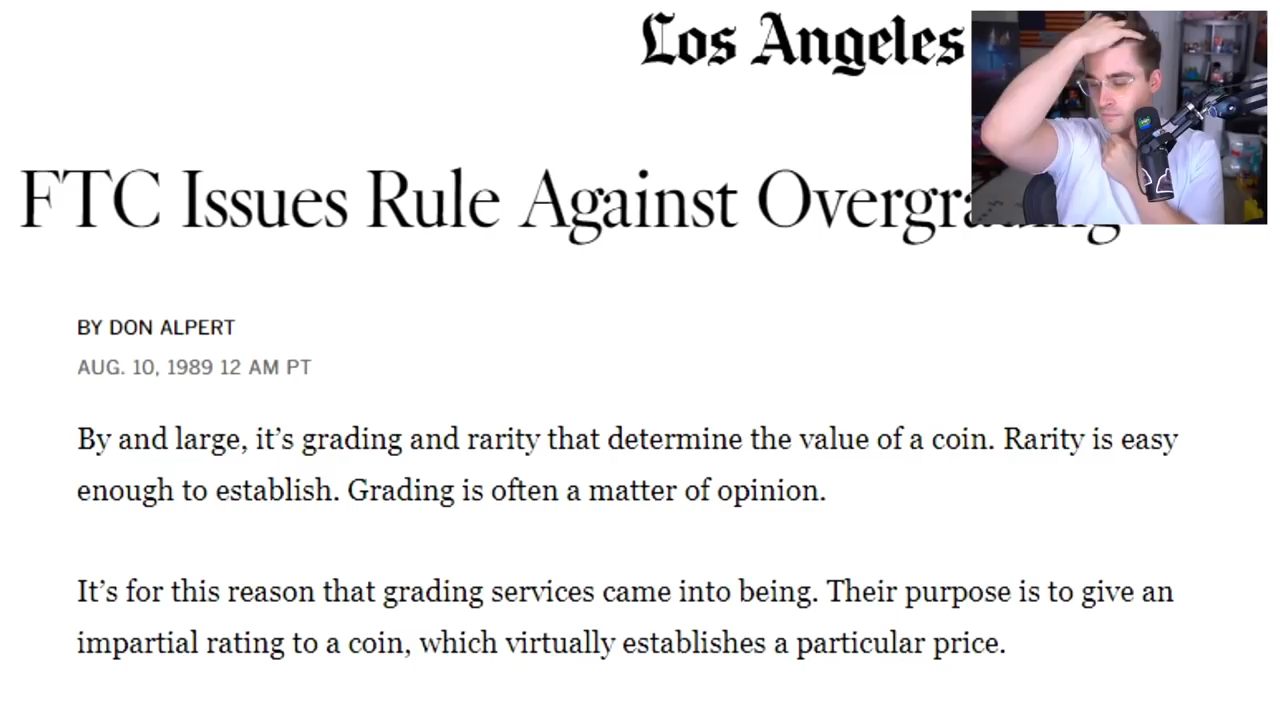 Los Angeles
FTC Issues Rule Against Overgrading
BY DON ALPERT
AUG. 10, 1989 12 AM PT
By and large, it’s grading and rarity that determine the value of a coin. Rarity is easy
enough to establish. Grading is often a matter of opinion.
It’s for this reason that grading services came into being. Their purpose is to give an
impartial rating to a coin, which virtually establishes a particular price.